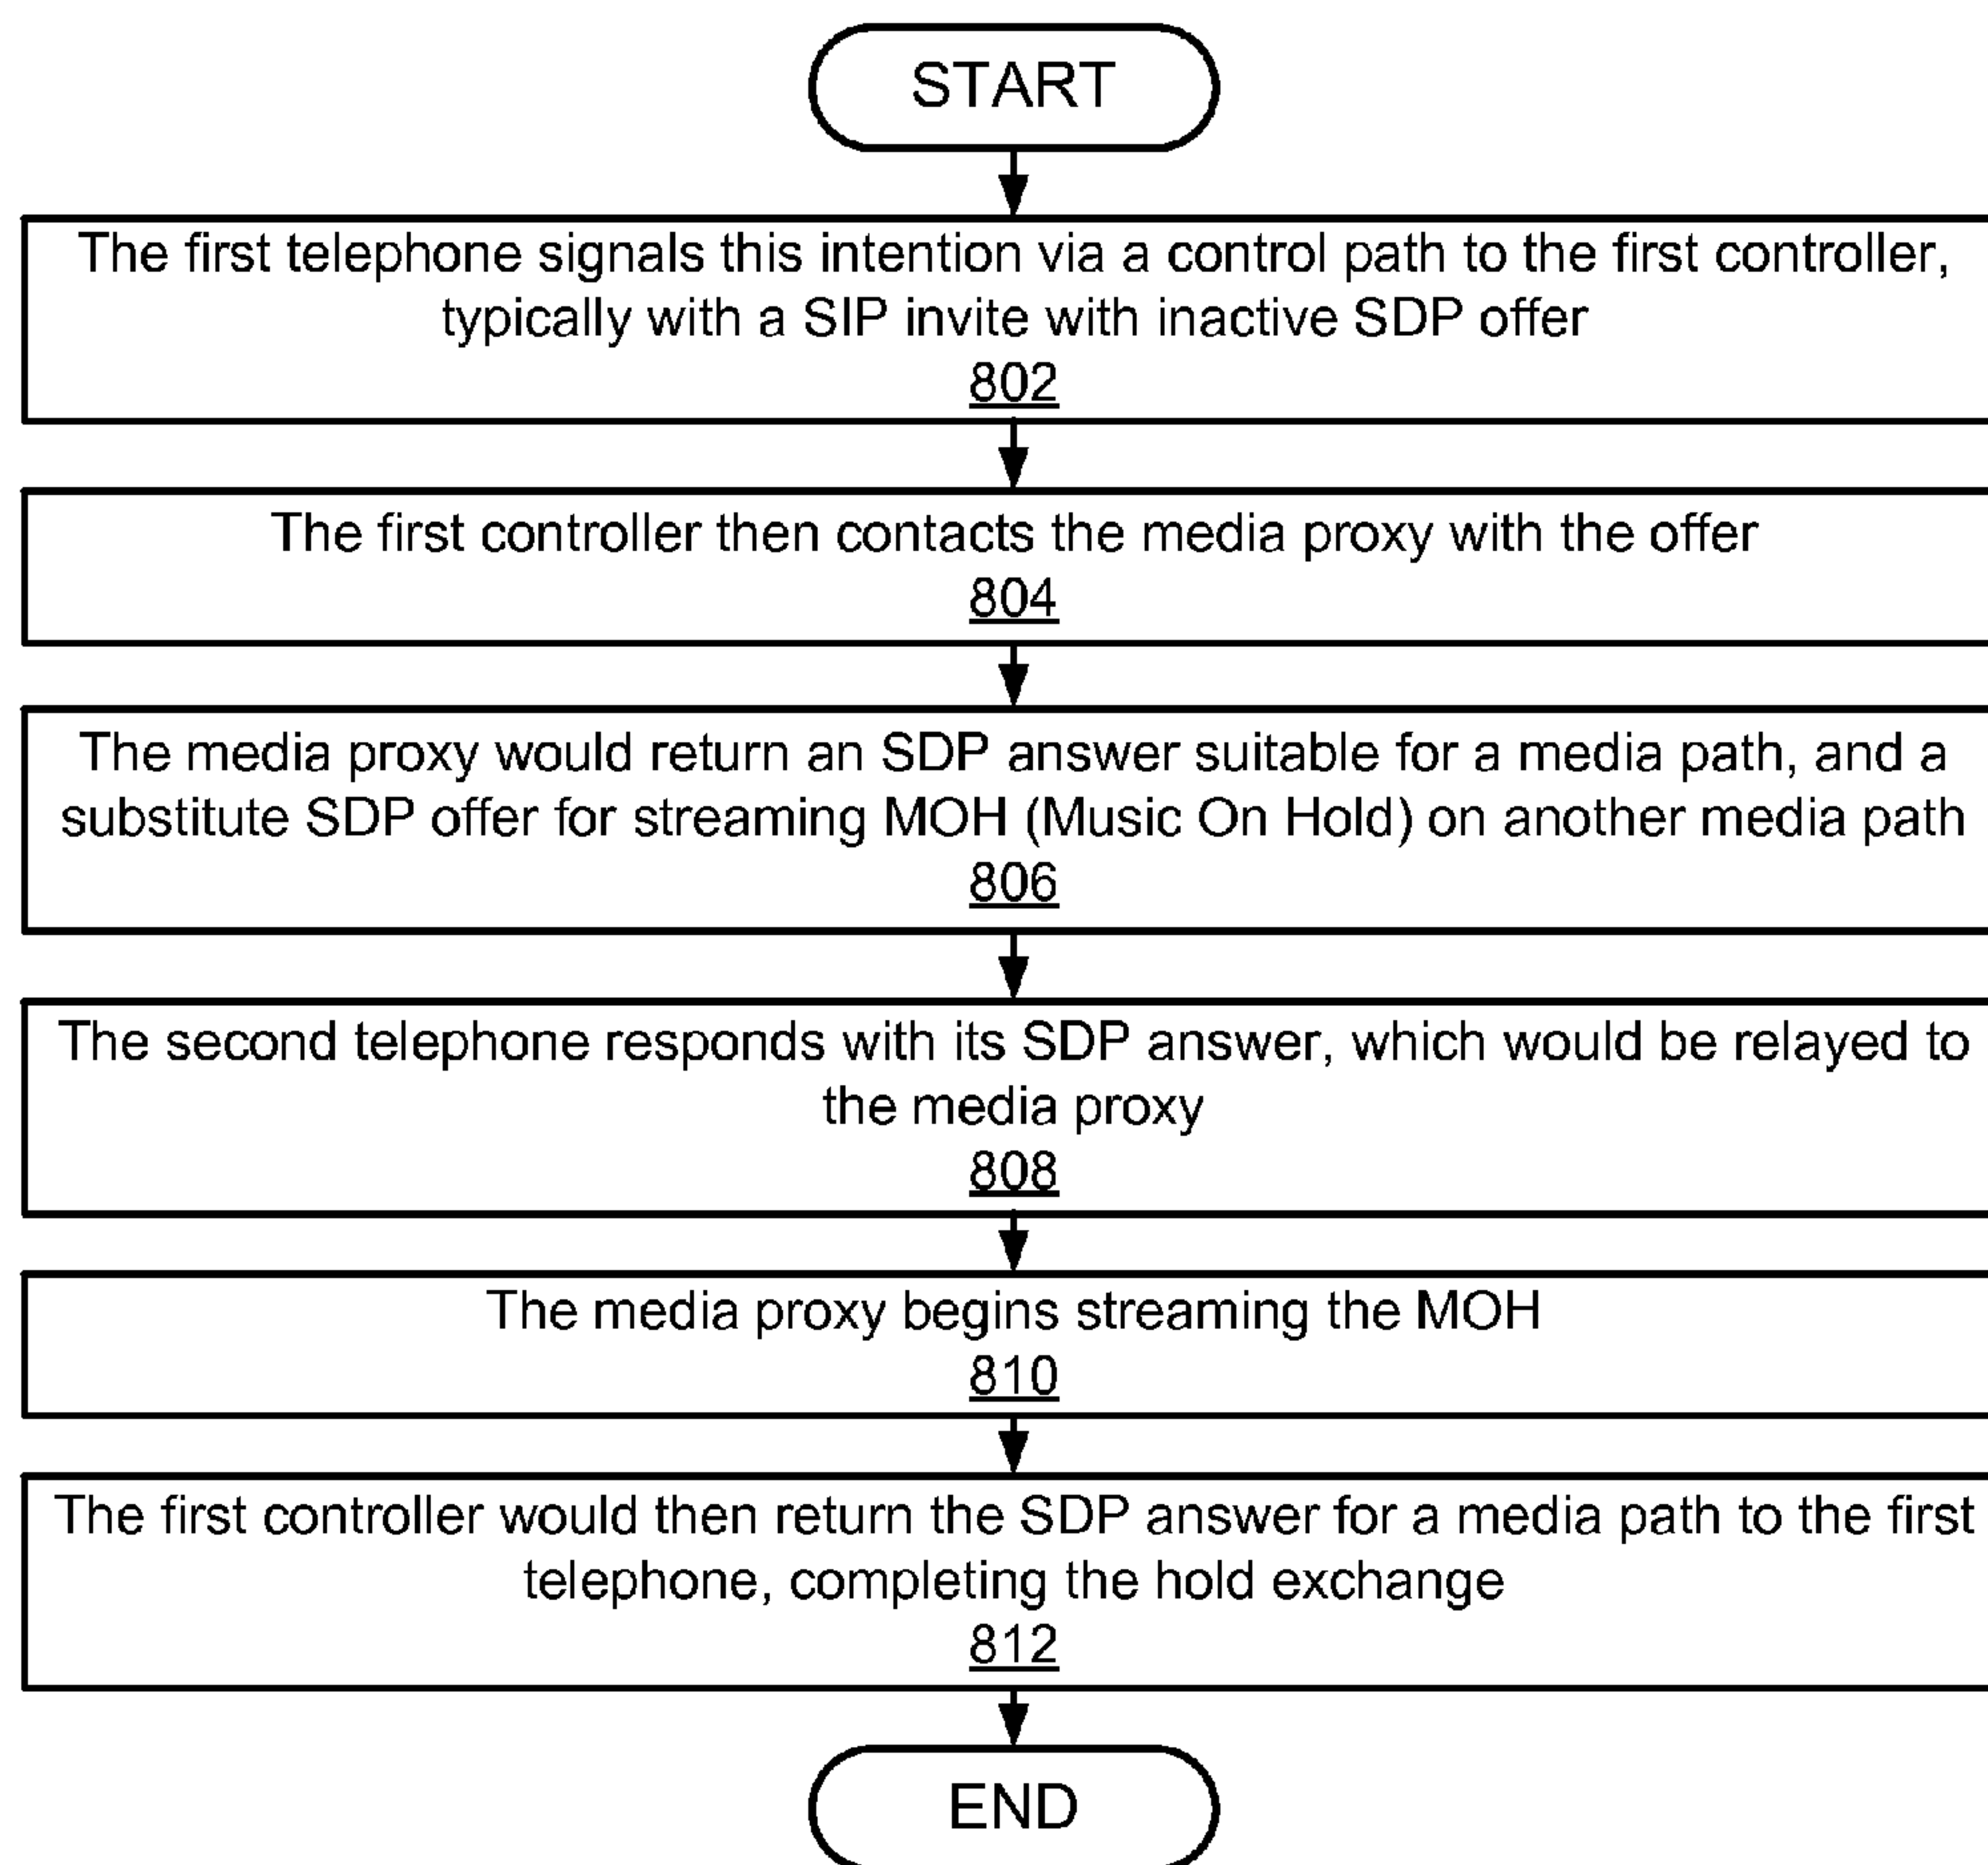 START
The first telephone signals this intention via a control path to the first controller,
typically with a SIP invite with inactive SDP offer
802
The first controller then contacts the media proxy with the offer
804
The media proxy would return an SDP answer suitable for a media path, and a
substitute SDP offer for streaming MOH (Music On Hold) on another media path
806
The second telephone responds with its SDP answer, which would be relayed to
the media proxy
808
The media proxy begins streaming the MOH
810
The first controller would then return the SDP answer for a media path to the first
telephone, completing the hold exchange
812
END